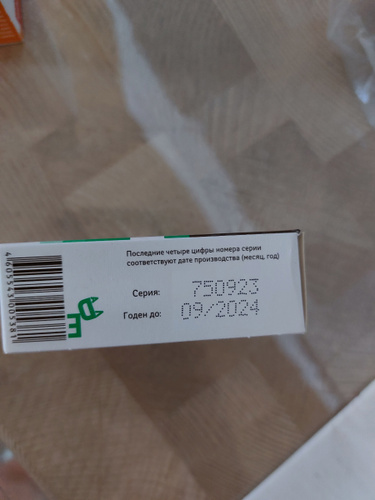 Последние четыре цифры номера серии
соответствуют дате производства (месяц, год)
Серия: 750923
Годен до: 09/2024